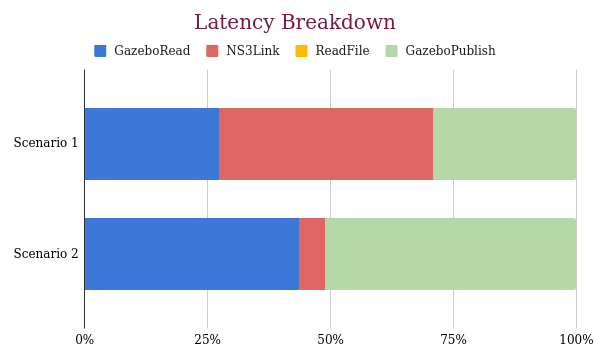 Latency Breakdown
GazeboRead NS3Link ReadFile GazeboPublish
Scenario 1
Scenario 2
0% 25% 50% 75% 100%